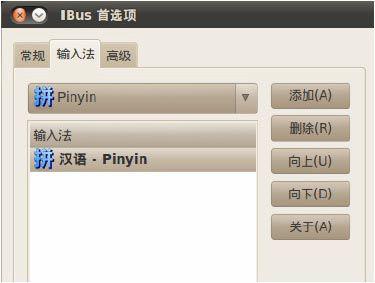 IBus 首选项
常规 输入法 高级
拼 Pinyin
添加(A)
输入法
删除(R)
拼 汉语 - Pinyin
向上(U)
向下(D)
关于(A)